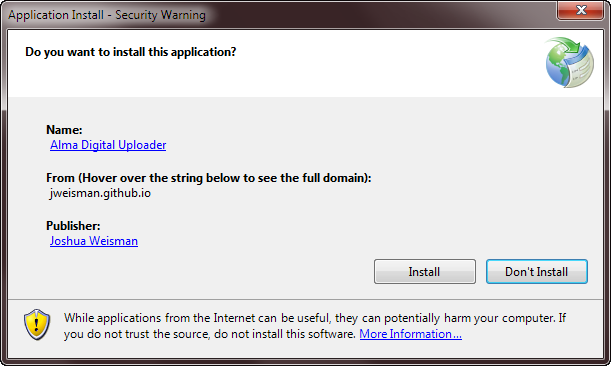 Application Install - Security Warning
Do you want to install this application?
Name:
Alma Digital Uploader
From (Hover over the string below to see the full domain):
jweisman.github.io
Publisher:
Joshua Weisman
Install
Don't Install
While applications from the Internet can be useful, they can potentially harm your computer. If
you do not trust the source, do not install this software. More Information...